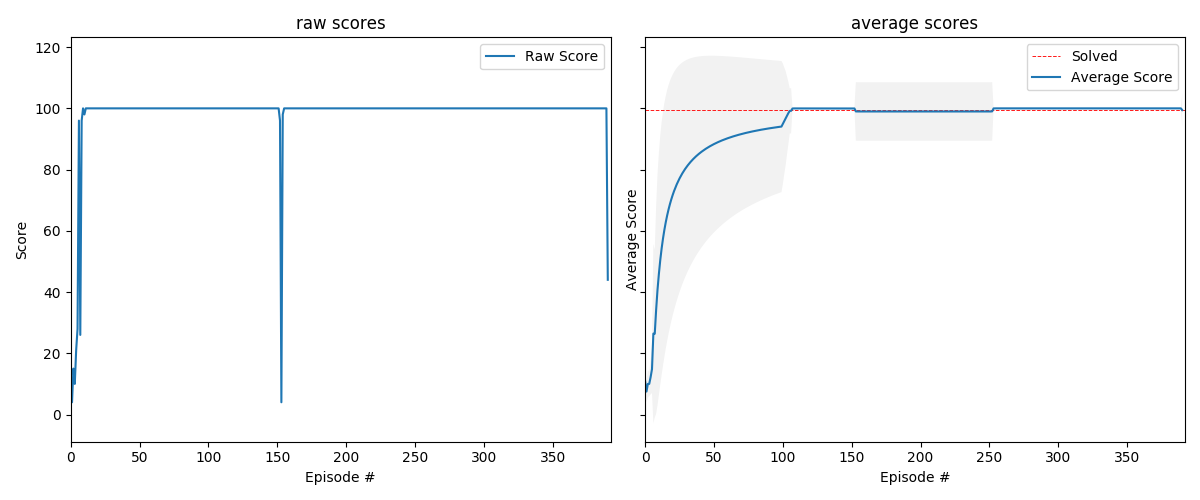 raw scores
Raw Score
Score
120
100
80
60
40
20
0
0 50 100 150 200 250 300 350
Episode #
average scores
Solved
Average Score
Average Score
0 50 100 150 200 250 300 350
Episode #